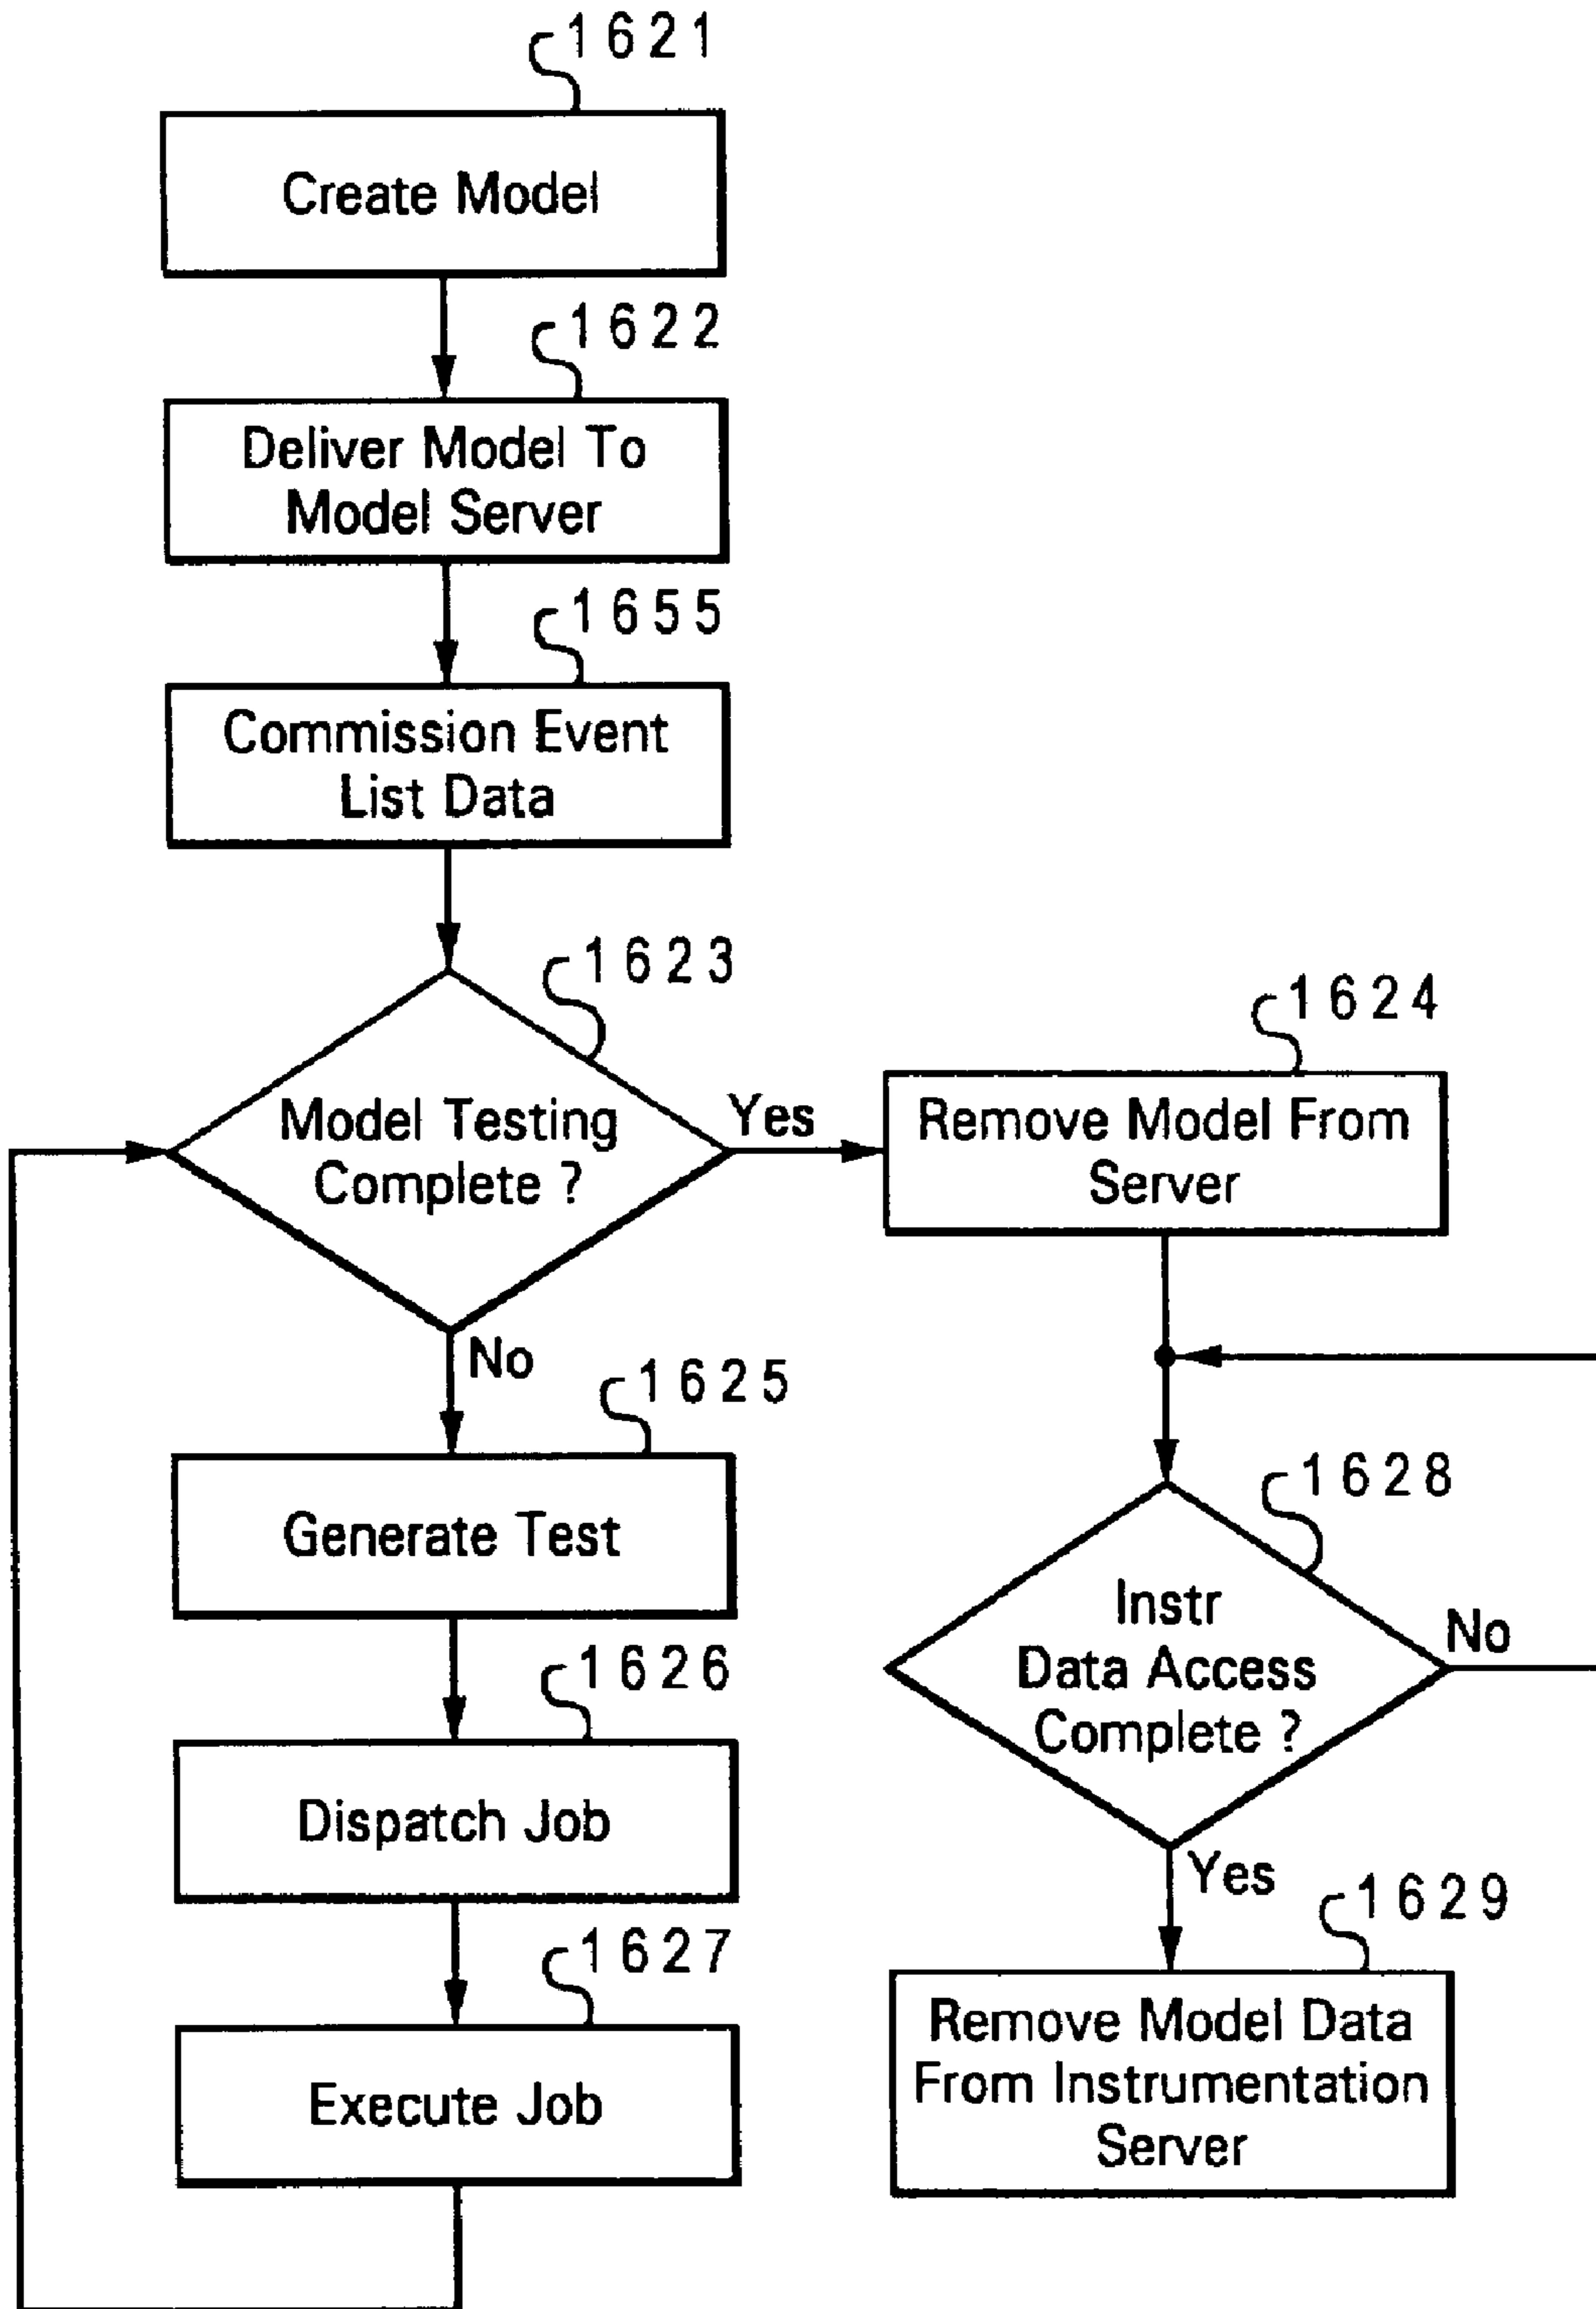 1621
Create Model
1622
Deliver Model To
Model Server
1655
Commission Event
List Data
1623
Model Testing
Complete ?
Yes
No
1624
Remove Model From
Server
1625
Generate Test
1626
Dispatch Job
1627
Execute Job
1628
Instr
Data Access
Complete ?
No
Yes
1629
Remove Model Data
From Instrumentation
Server